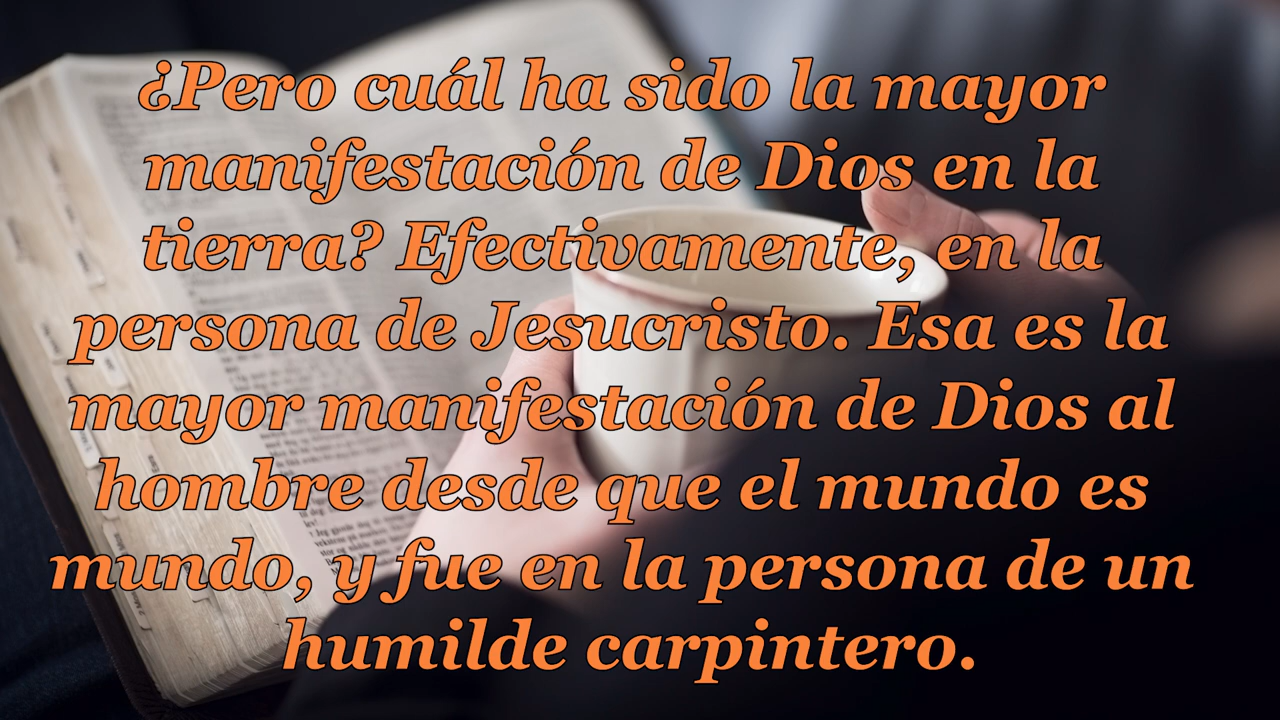 ¿Pero cuál ha sido la mayor
manifestación de Dios en la
tierra? Efectivamente, en la
persona de Jesucristo. Esa es la
mayor manifestación de Dios al
hombre desde que el mundo es
mundo, y fue en la persona de un
humilde carpintero.